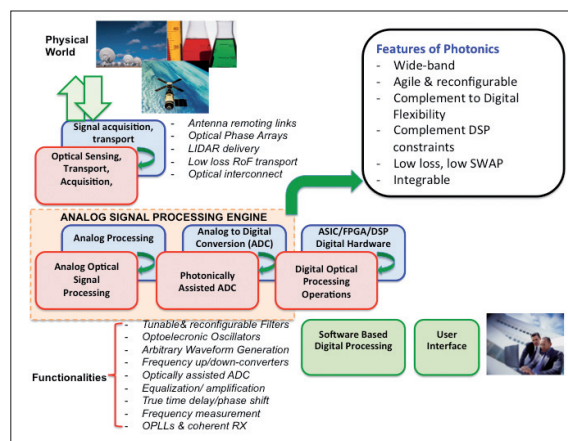 Physical
World
Signal acquisition,
transport
Optical Sensing,
Transport,
Acquisition,
- Antenna remoting links
- Optical Phase Arrays
- LIDAR delivery
- Low loss RoF transport
- Optical interconnect
Features of Photonics
- Wide-band
- Agile & reconfigurable
- Complement to Digital
Flexibility
- Complement DSP
constraints
- Low loss, low SWAP
- Integrable
ANALOG SIGNAL PROCESSING ENGINE
Analog Processing
Analog to Digital
Conversion (ADC)
ASIC/FPGA/DSP
Digital Hardware
Analog Optical
Signal
Processing
Photonically
Assisted ADC
Digital Optical
Processing
Operations
Functionalities
- Tunable& reconfigurable Filters
- Optoelecronic Oscillators
- Arbitrary Waveform Generation
- Frequency up/down-converters
- Optically assisted ADC
- Equalization/ amplification
- True time delay/phase shift
- Frequency measurement
- OPLLs & coherent RX
Software Based
Digital Processing
User
Interface